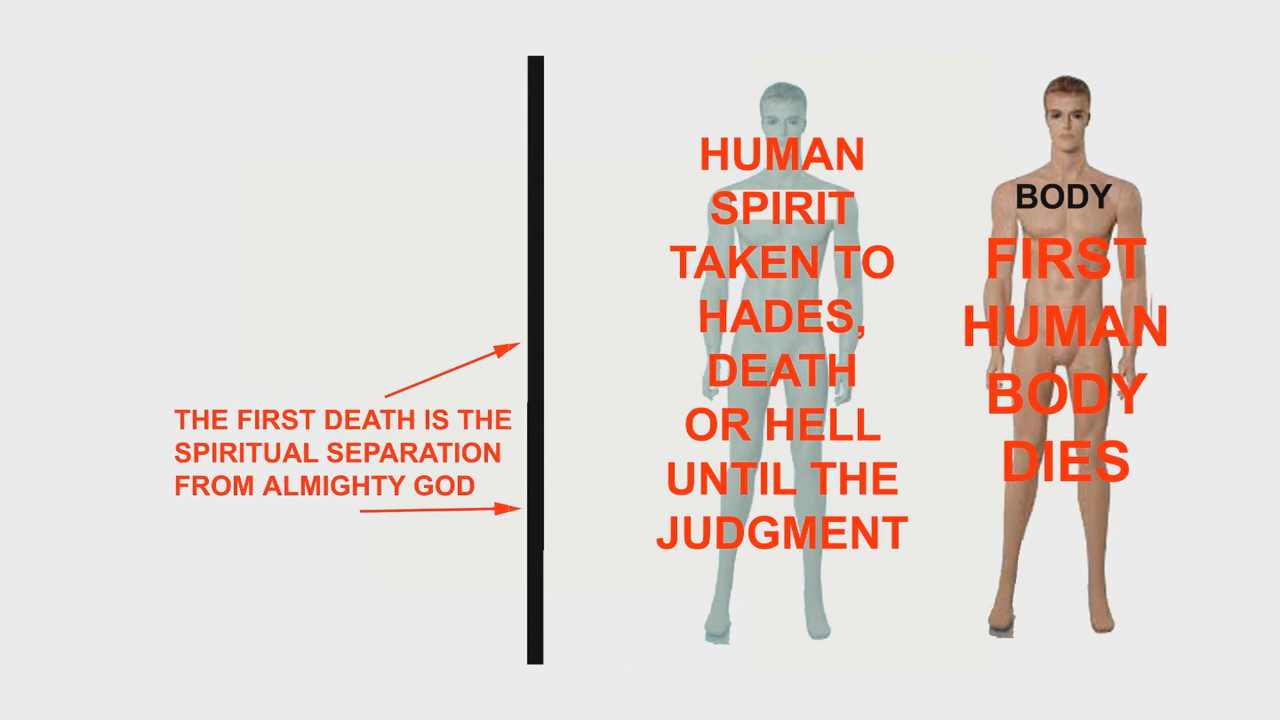 THE FIRST DEATH IS THE
SPIRITUAL SEPARATION
FROM ALMIGHTY GOD
HUMAN
SPIRIT
TAKEN TO
HADES,
DEATH
OR HELL
UNTIL THE
JUDGMENT
BODY
FIRST
HUMAN
BODY
DIES